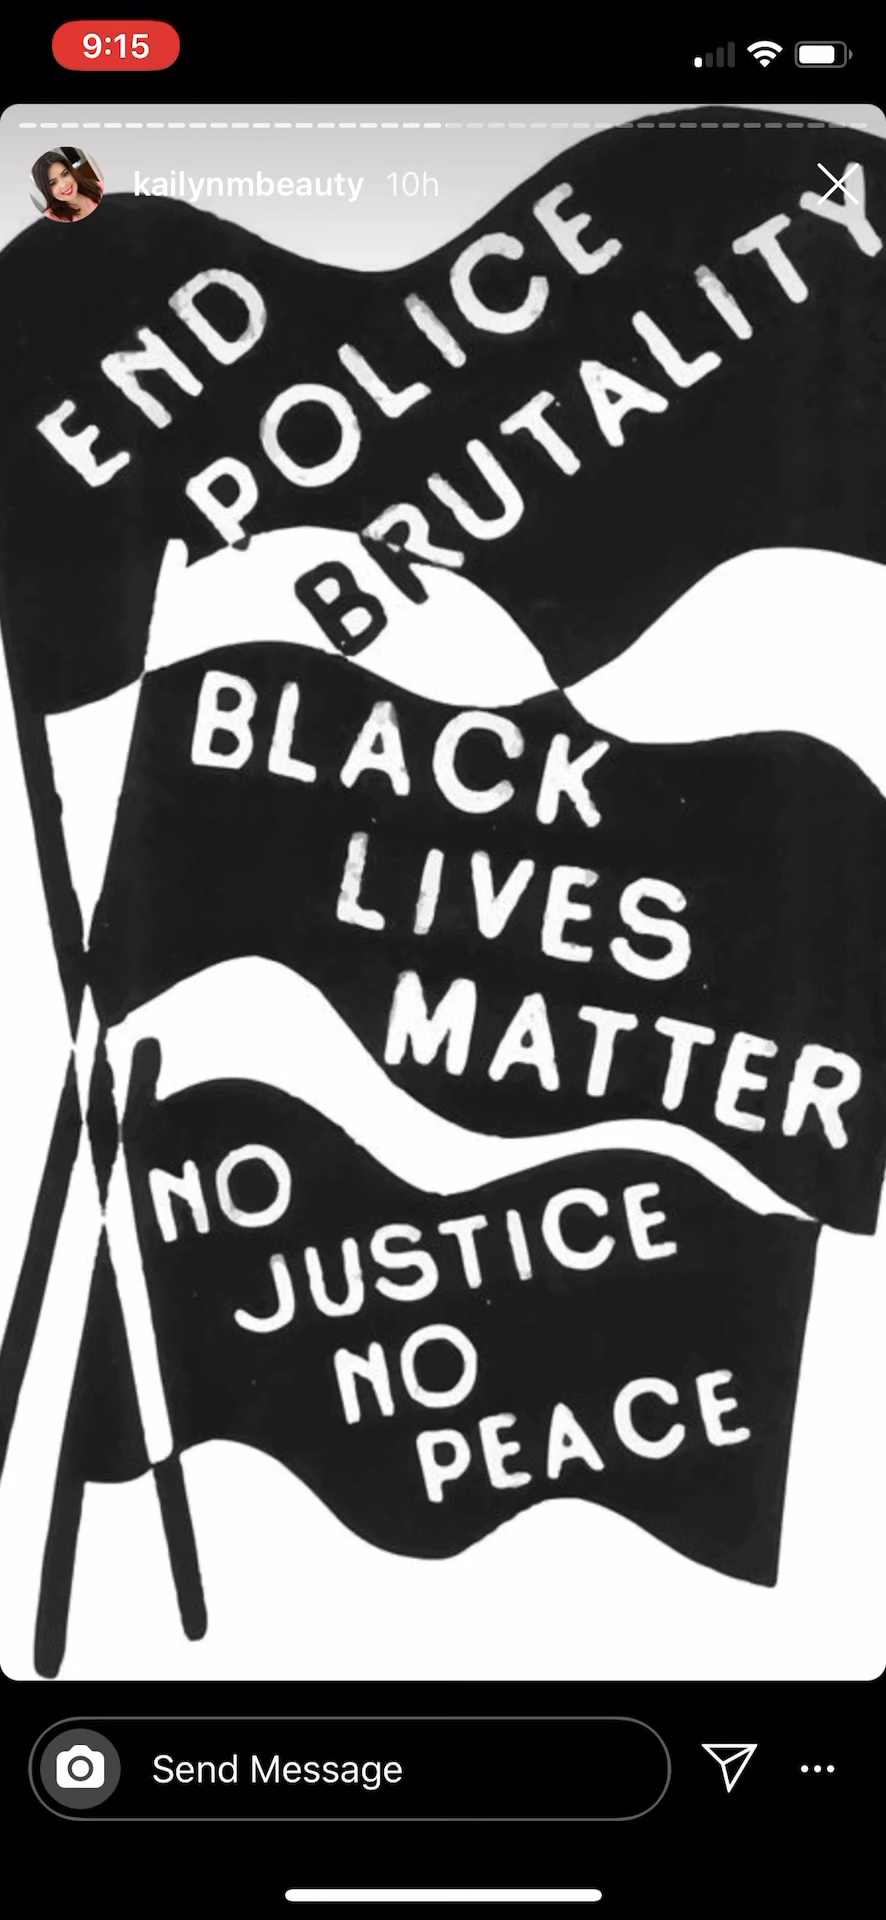 9:15
kailynmbeauty 10h
END
POLICE
BRUTALITY
BLACK
LIVES
MATTER
NO
JUSTICE
NO
PEACE
Send Message